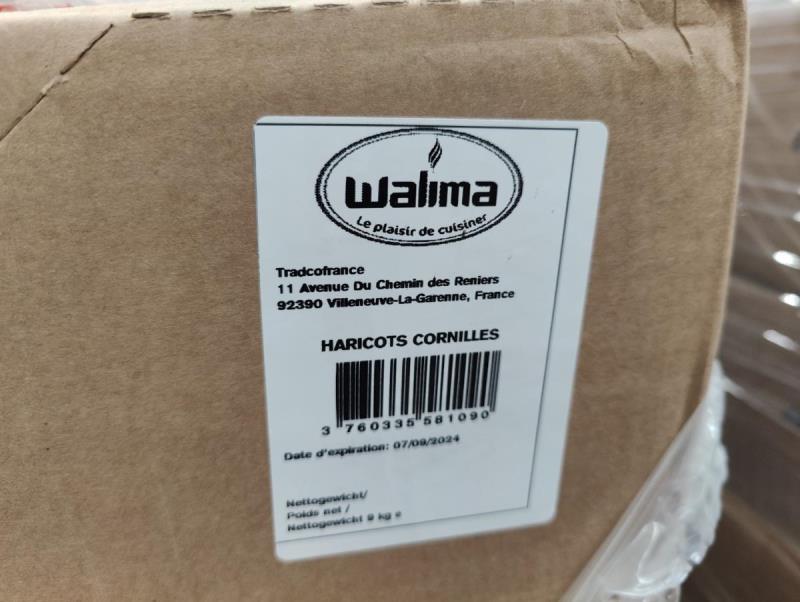 Walima
Le plaisir de cuisiner
Tradcofrance
11 Avenue Du Chemin des Reniers
92390 Villeneuve-La-Garenne, France
HARICOTS CORNILLES
3 760335 581090
Date d'expiration: 07/09/2024
Nettogewicht/
Poids net /
Nettogewicht 9 kg e